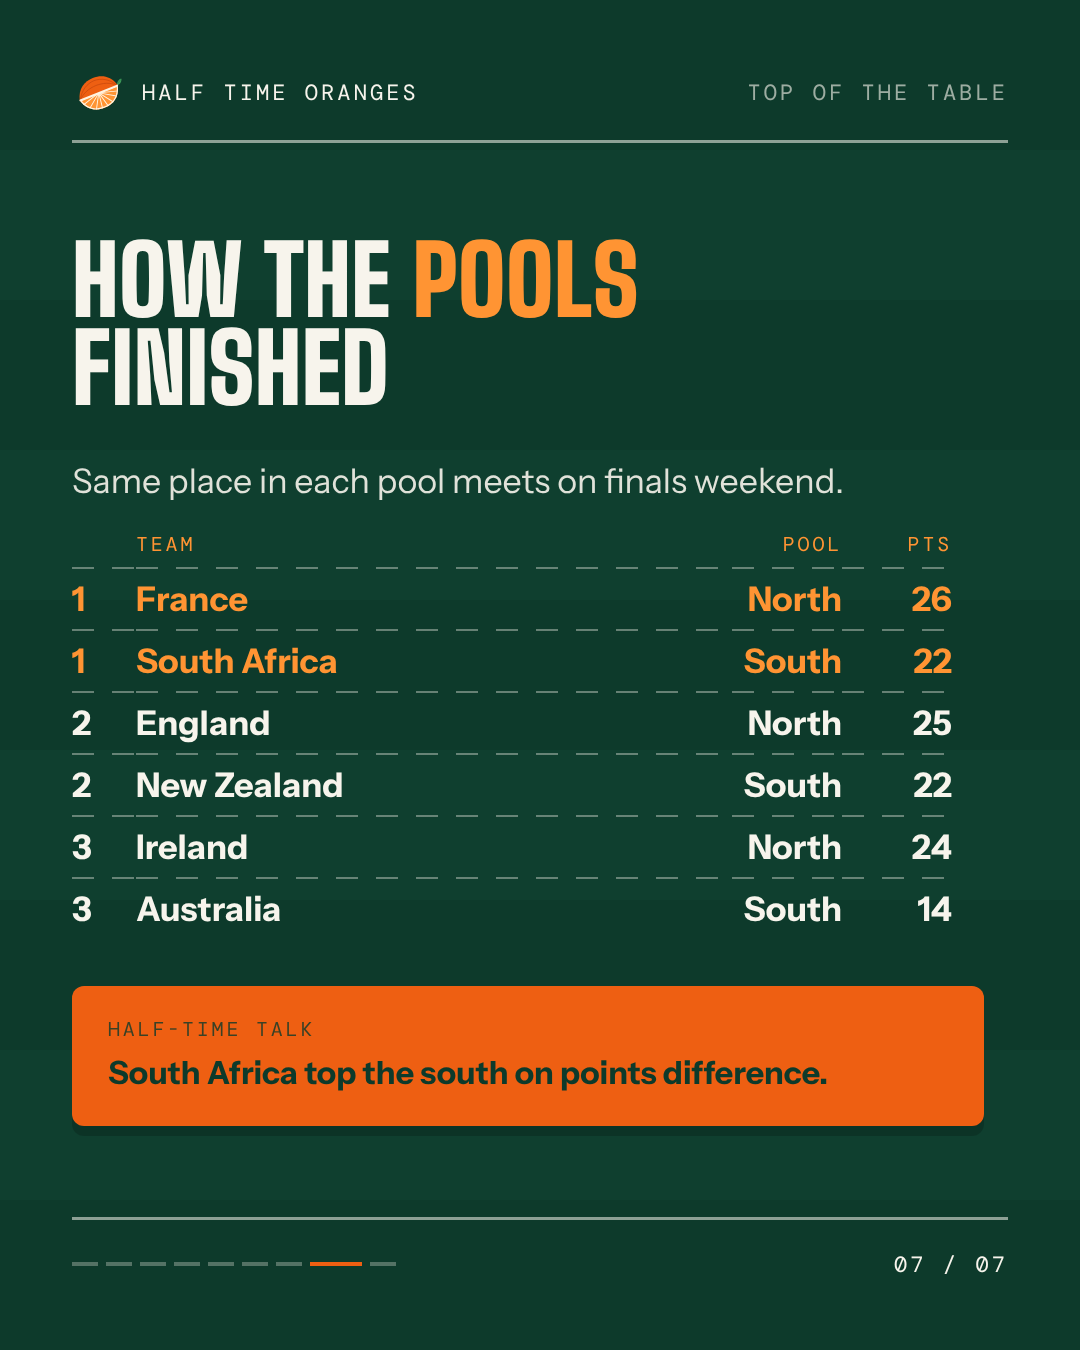 HALF TIME ORANGES
TOP OF THE TABLE
HOW THE POOLS
FINISHED
Same place in each pool meets on finals weekend.
TEAM POOL PTS
1 France North 26
1 South Africa South 22
2 England North 25
2 New Zealand South 22
3 Ireland North 24
3 Australia South 14
HALF-TIME TALK
South Africa top the south on points difference.
07 / 07